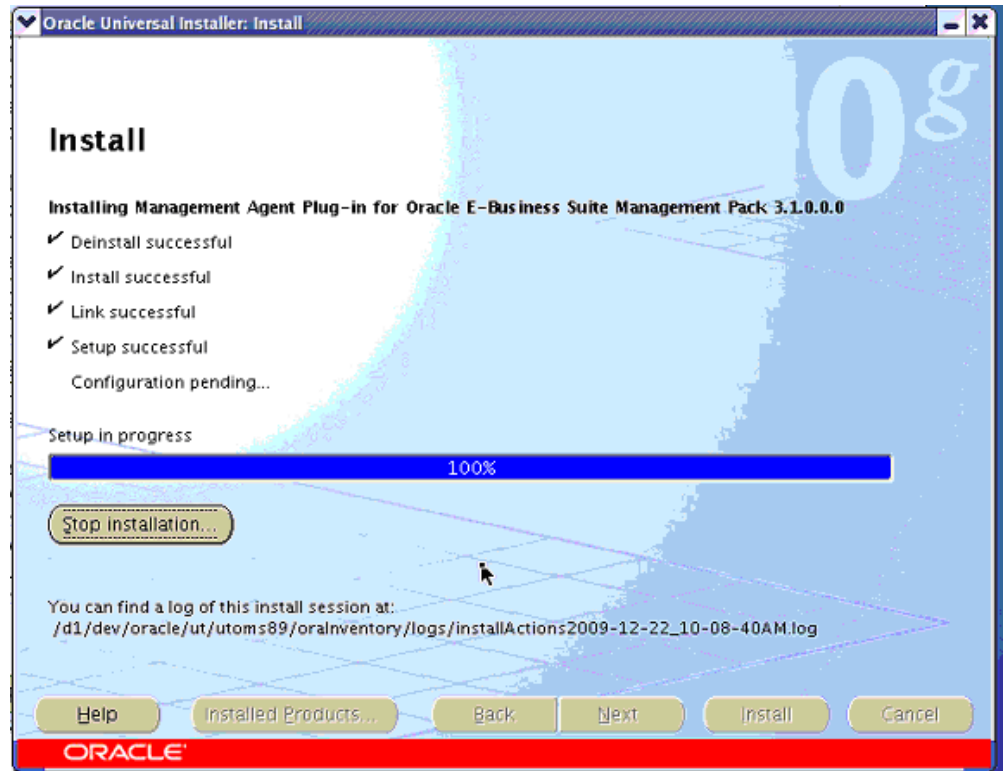 Oracle Universal Installer: Install
0g
Install
Installing Management Agent Plug-in for Oracle E-Business Suite Management Pack 3.1.0.0.0
Deinstall successful
Install successful
Link successful
Setup successful
Configuration pending...
Setup in progress
100%
Stop installation...
You can find a log of this install session at:
/d1/dev/oracle/ut/utoms89/oraInventory/logs/installActions2009-12-22_10-08-40AM.log
Help Installed Products... Back Next Install Cancel
ORACLE